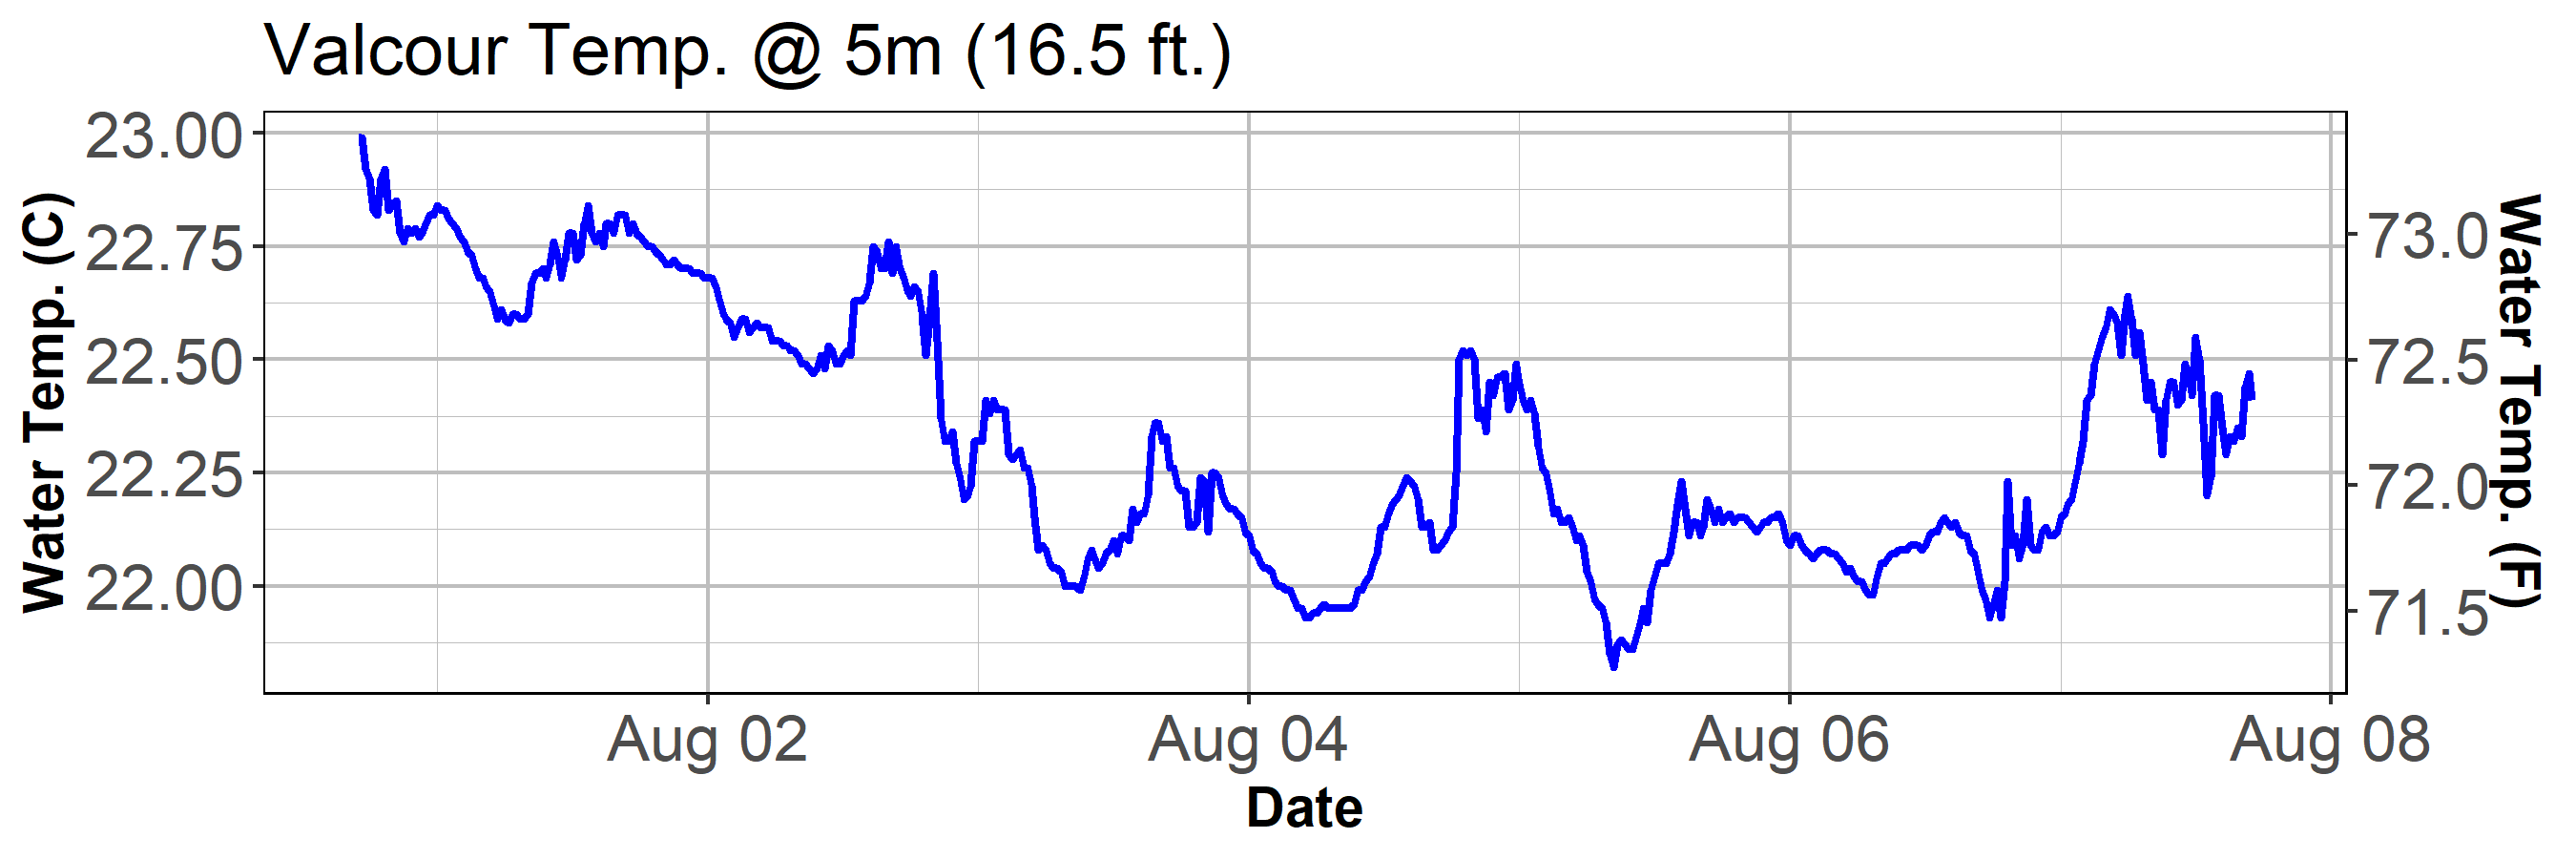 Valcour Temp. @ 5m (16.5 ft.)
Water Temp. (C)
23.00
22.75
22.50
22.25
22.00
73.0
72.5
72.0
71.5
Water Temp. (F)
Aug 02
Aug 04
Aug 06
Aug 08
Date